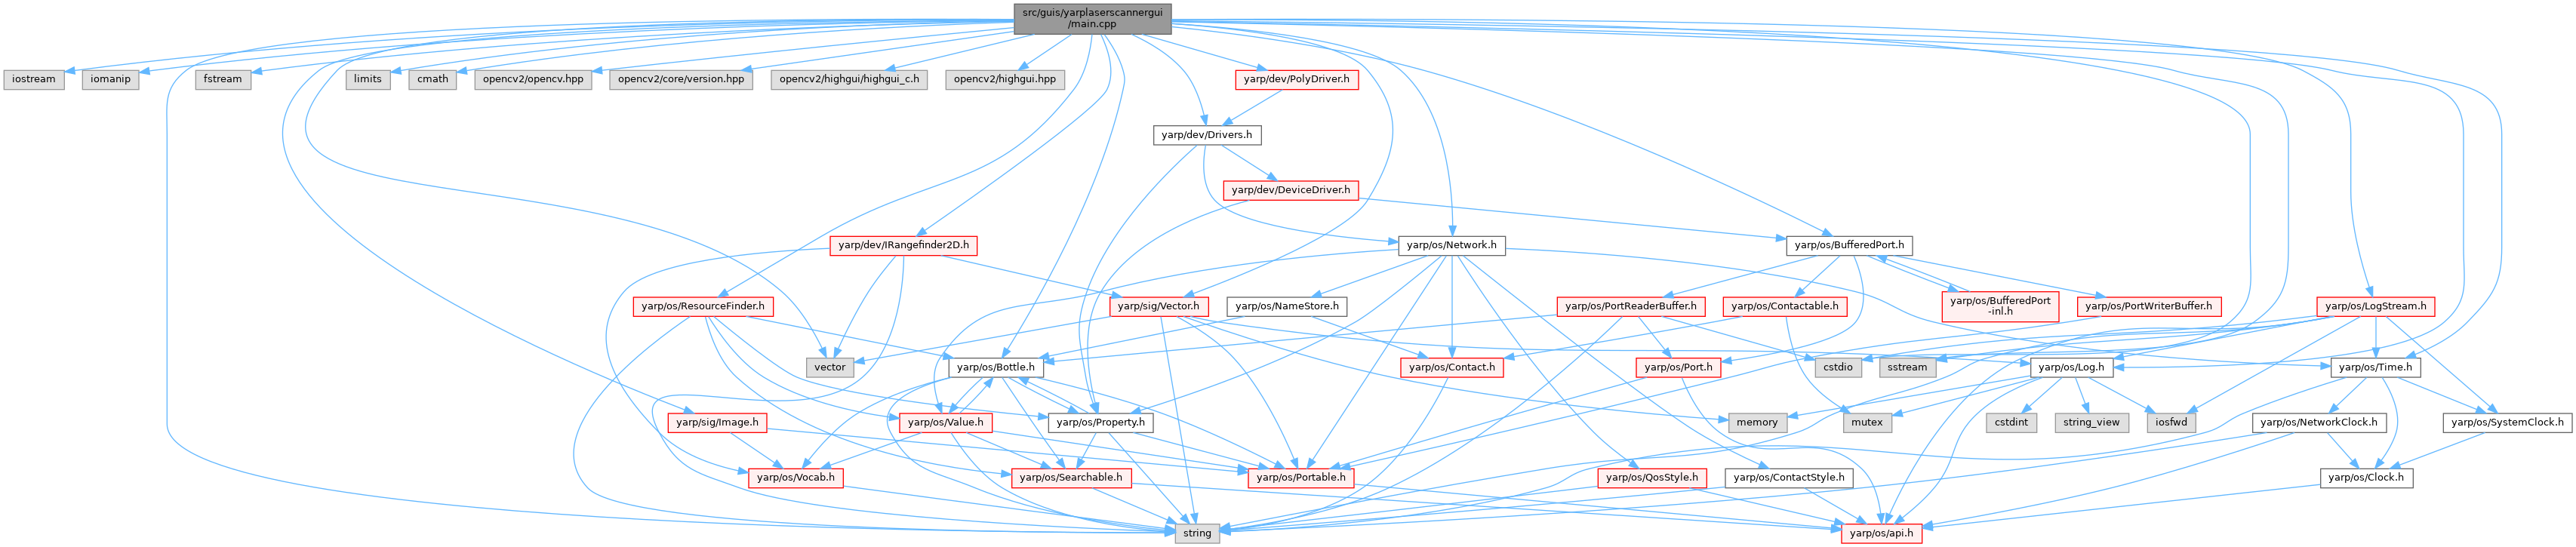 src/guis/yarplaserscannergui
/main.cpp
iostream
iomanip
fstream
limits
cmath
opencv2/opencv.hpp
opencv2/core/version.hpp
opencv2/highgui/highgui_c.h
opencv2/highgui.hpp
yarp/dev/PolyDriver.h
yarp/dev/Drivers.h
yarp/dev/DeviceDriver.h
yarp/dev/IRangefinder2D.h
yarp/os/Network.h
yarp/os/BufferedPort.h
yarp/os/ResourceFinder.h
yarp/sig/Vector.h
yarp/os/NameStore.h
yarp/os/PortReaderBuffer.h
yarp/os/Contactable.h
yarp/os/BufferedPort
-inl.h
yarp/os/PortWriterBuffer.h
yarp/os/LogStream.h
vector
yarp/os/Bottle.h
yarp/os/Contact.h
yarp/os/Port.h
cstdio
sstream
yarp/os/Log.h
yarp/os/Time.h
yarp/sig/Image.h
yarp/os/Value.h
yarp/os/Property.h
memory
mutex
cstdint
string_view
iosfwd
yarp/os/NetworkClock.h
yarp/os/SystemClock.h
yarp/os/Vocab.h
yarp/os/Searchable.h
yarp/os/Portable.h
yarp/os/QosStyle.h
yarp/os/ContactStyle.h
yarp/os/Clock.h
string
yarp/os/api.h